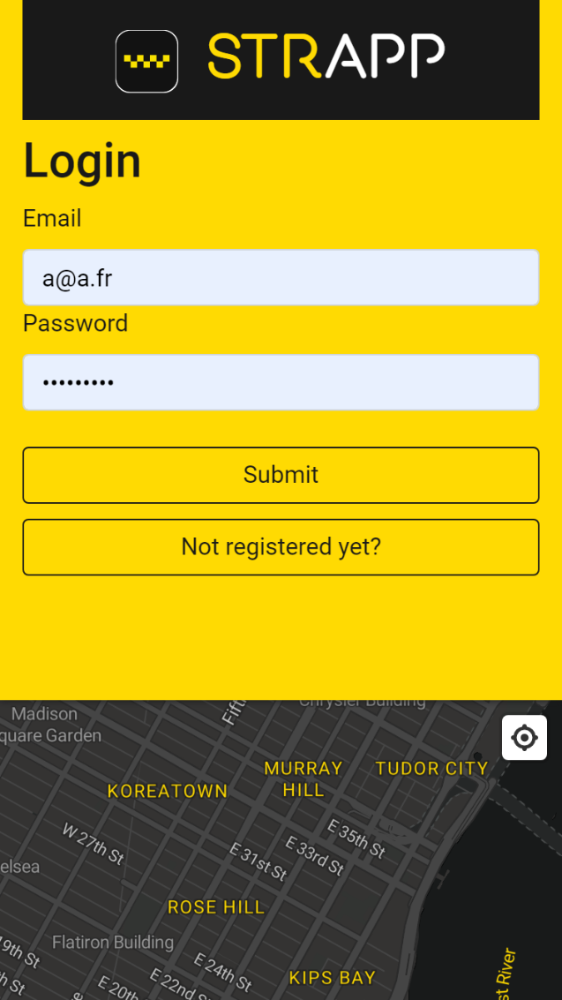 STRAPP
Login
Email
a@a.fr
Password
•••••••••
Submit
Not registered yet?
Chrysler Building
Madison
quare Garden
MURRAY
HILL
TUDOR CITY
KOREATOWN
W 27th St
E 35th St
E 33rd St
E 31st St
elsea
ROSE HILL
Flatiron Building
19th St
E 24th St
KIPS BAY
E 22nd St
E 20th
h St
st River